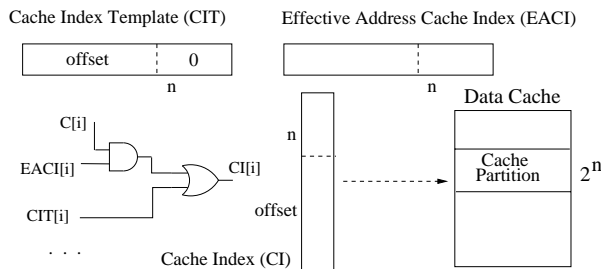 Cache Index Template (CIT)
Effective Address Cache Index (EACI)
offset
0
n
n
Data Cache
C[i]
EACI[i]
CI[i]
CIT[i]
. . .
n
offset
Cache
Partition
2^n
Cache Index (CI)